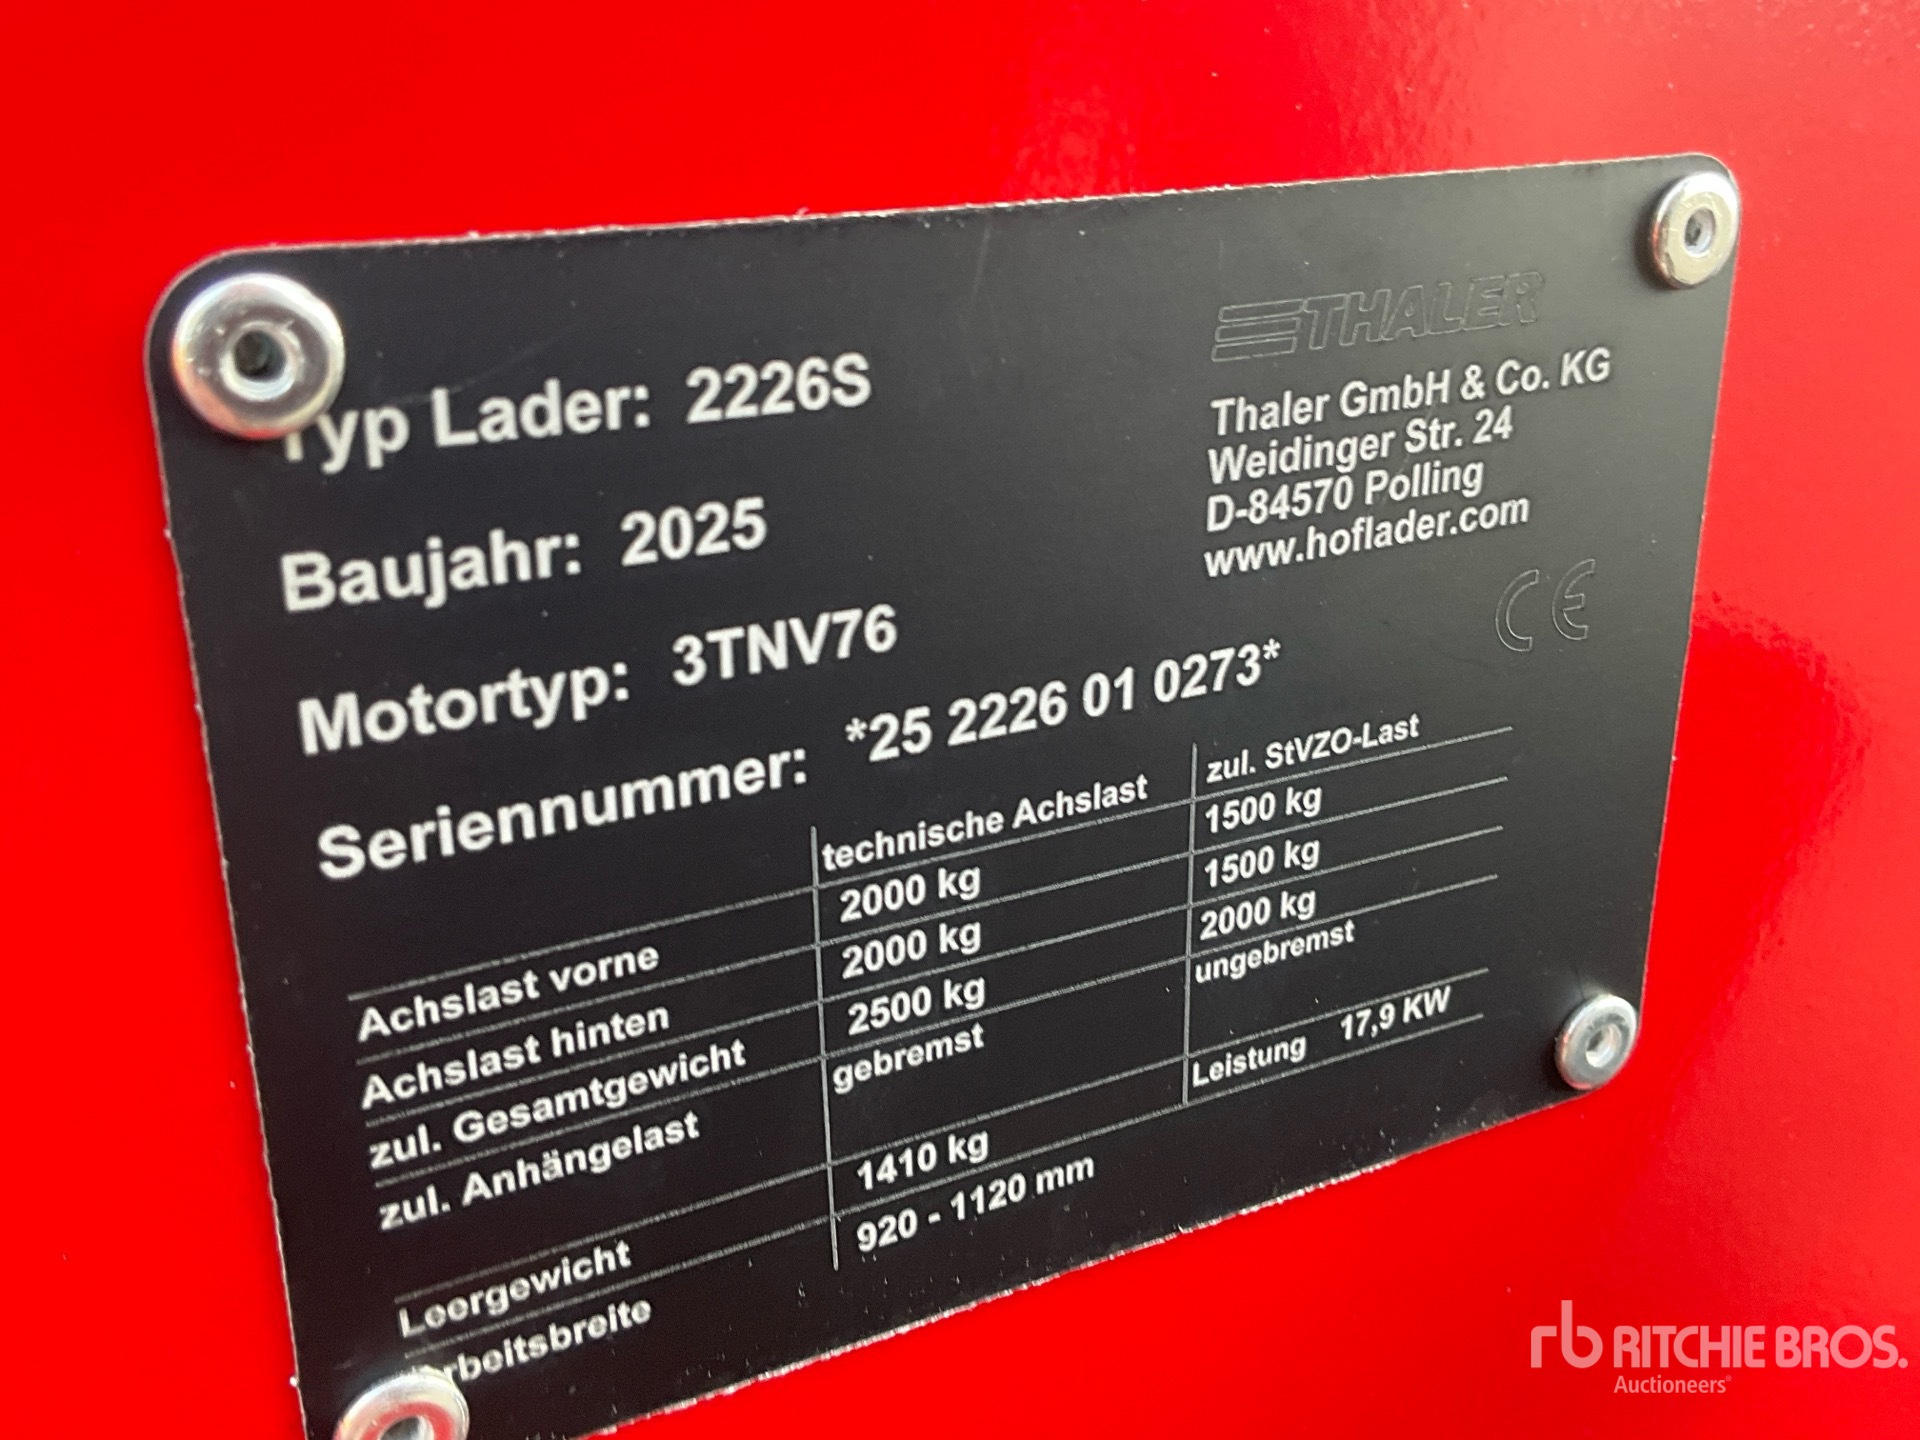 THALER
Typ Lader: 2226S
Thaler GmbH & Co. KG
Weidinger Str. 24
D-84570 Polling
www.hoflader.com
Baujahr: 2025
CE
Motortyp: 3TNV76
Seriennummer: *25 2226 01 0273*
technische Achslast zul. StVZO-Last
Achslast vorne 2000 kg 1500 kg
Achslast hinten 2000 kg 1500 kg
zul. Gesamtgewicht 2500 kg 2000 kg
zul. Anhängelast gebremst ungebremst
Leergewicht 1410 kg Leistung 17,9 KW
Arbeitsbreite 920 - 1120 mm
rb RITCHIE BROS.
Auctioneers